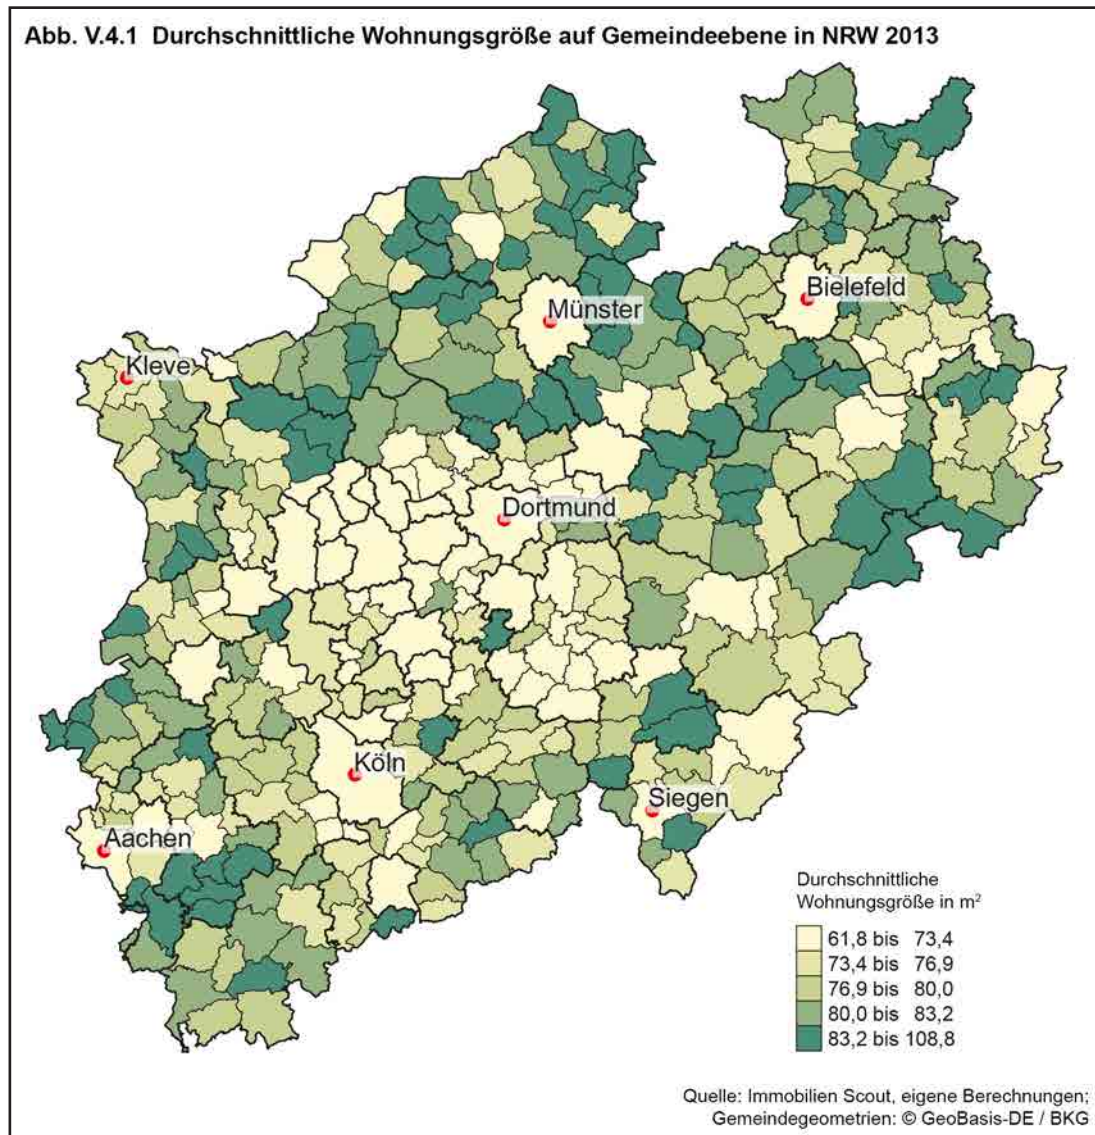 Abb. V.4.1 Durchschnittliche Wohnungsgröße auf Gemeindeebene in NRW 2013
Bielefeld
Münster
Kleve
Dortmund
Köln
Siegen
Aachen
Durchschnittliche
Wohnungsgröße in m²
61,8 bis 73,4
73,4 bis 76,9
76,9 bis 80,0
80,0 bis 83,2
83,2 bis 108,8
Quelle: Immobilien Scout, eigene Berechnungen;
Gemeindegeometrien: © GeoBasis-DE / BKG